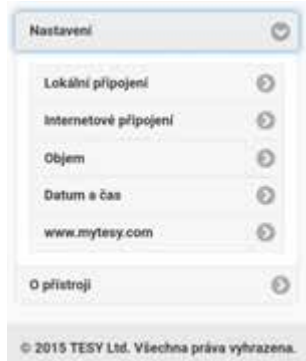 Nastavení
Lokální připojení
Internetové připojení
Objem
Datum a čas
www.mytesy.com
O přístroji
© 2015 TESY Ltd. Všechna práva vyhrazena.